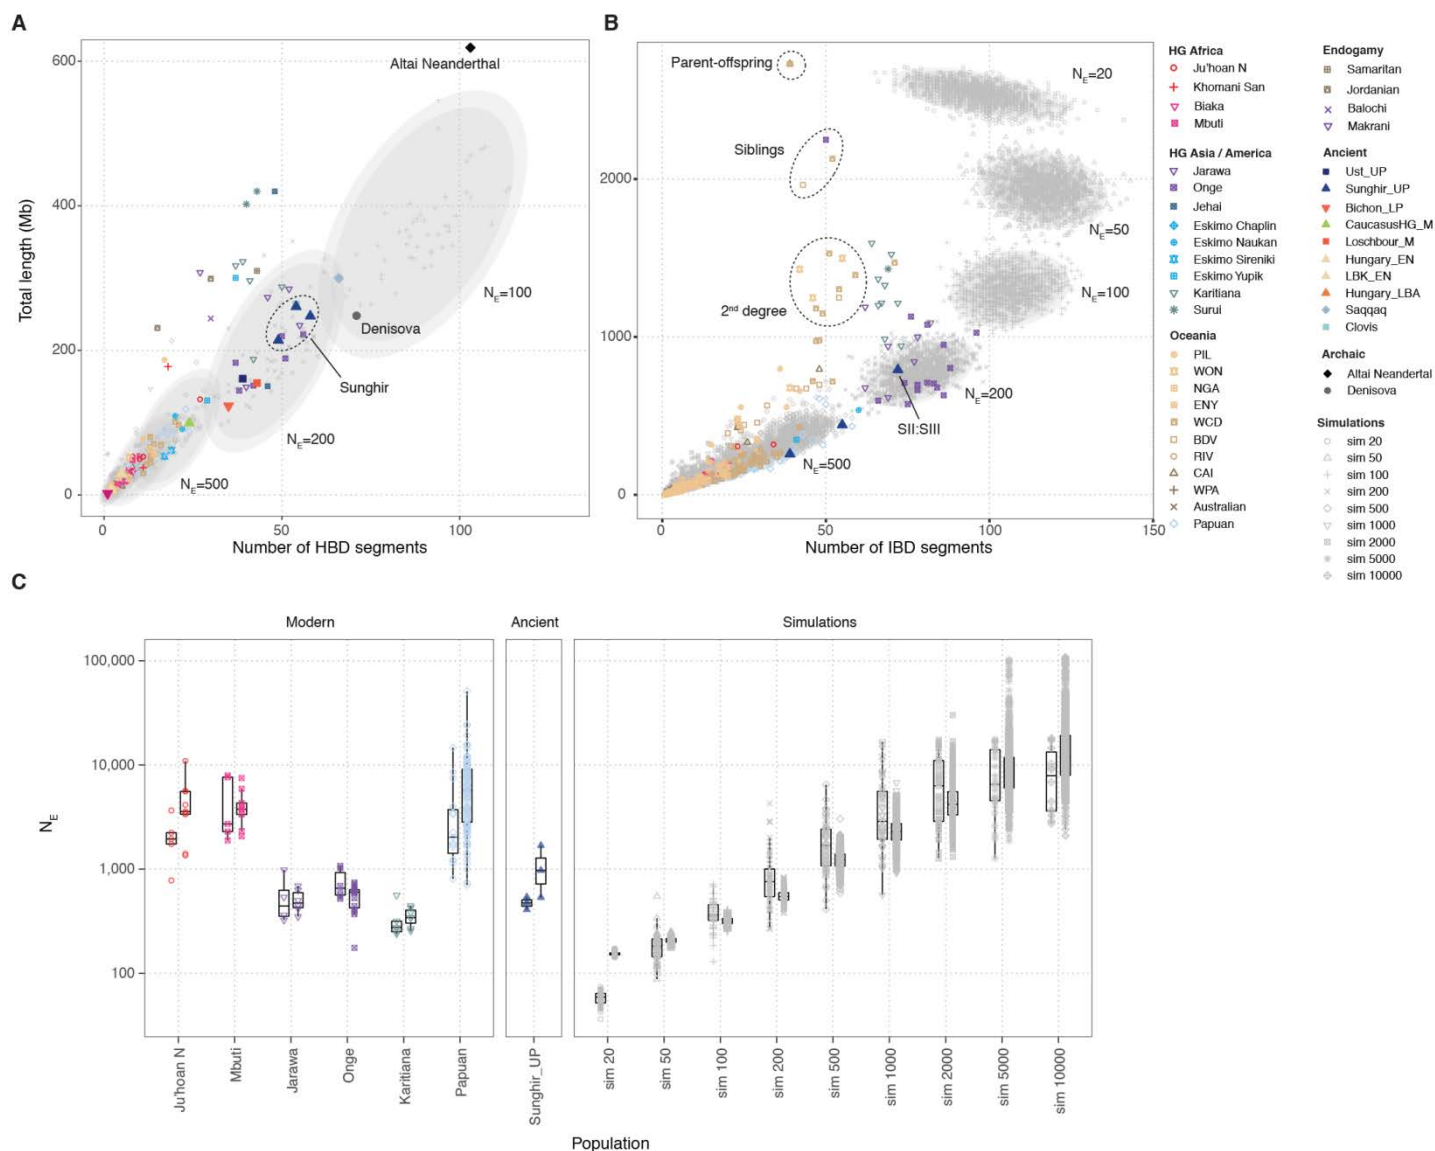 A
Total length (Mb)
600
400
200
0
0
50
100
Number of HBD segments
Altai Neanderthal
Denisova
Sunghir
N_E=100
N_E=200
N_E=500
B
2000
1000
0
0
50
100
150
Number of IBD segments
Parent-offspring
Siblings
2nd degree
SII:SIII
N_E=20
N_E=50
N_E=100
N_E=200
N_E=500
HG Africa
Ju'hoan N
Khomani San
Biaka
Mbuti
HG Asia / America
Jarawa
Onge
Jehai
Eskimo Chaplin
Eskimo Naukan
Eskimo Sireniki
Eskimo Yupik
Karitiana
Surui
Oceania
PIL
WON
NGA
ENY
WCD
BDV
RIV
CAI
WPA
Australian
Papuan
Endogamy
Samaritan
Jordanian
Balochi
Makrani
Ancient
Ust_UP
Sunghir_UP
Bichon_LP
CaucasusHG_M
Loschbour_M
Hungary_EN
LBK_EN
Hungary_LBA
Saqqaq
Clovis
Archaic
Altai Neandertal
Denisova
Simulations
sim 20
sim 50
sim 100
sim 200
sim 500
sim 1000
sim 2000
sim 5000
sim 10000
C
Modern
Ancient
Simulations
N_E
100,000
10,000
1,000
100
Ju'hoan N
Mbuti
Jarawa
Onge
Karitiana
Papuan
Sunghir_UP
sim 20
sim 50
sim 100
sim 200
sim 500
sim 1000
sim 2000
sim 5000
sim 10000
Population